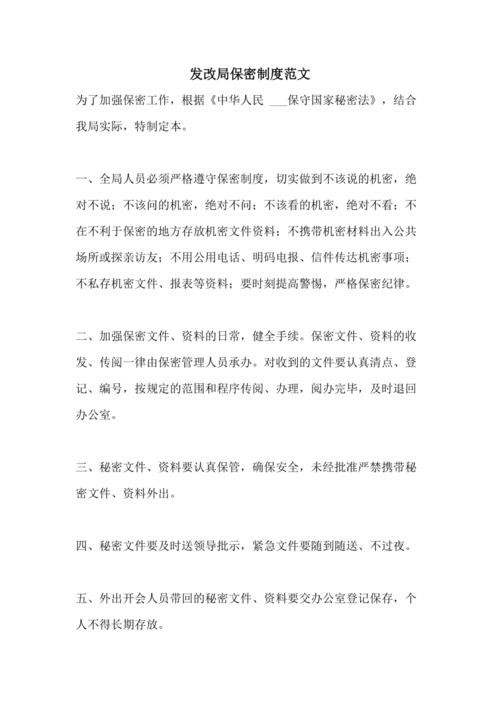 发改局保密制度范文
为了加强保密工作，根据《中华人民 ___保守国家秘密法》，结合
我局实际，特制定本。
一、全局人员必须严格遵守保密制度，切实做到不该说的机密，绝
对不说；不该问的机密，绝对不问；不该看的机密，绝对不看；不
在不利于保密的地方存放机密文件资料；不携带机密材料出入公共
场所或探亲访友；不用公用电话、明码电报、信件传达机密事项；
不私存机密文件、报表等资料；要时刻提高警惕，严格保密纪律。
二、加强保密文件、资料的日常，健全手续。保密文件、资料的收
发、传阅一律由保密管理人员承办。对收到的文件要认真清点、登
记、编号，按规定的范围和程序传阅、办理，阅办完毕，及时退回
办公室。
三、秘密文件、资料要认真保管，确保安全，未经批准严禁携带秘
密文件、资料外出。
四、秘密文件要及时送领导批示，紧急文件要随到随送、不过夜。
五、外出开会人员带回的秘密文件、资料要交办公室登记保存，个
人不得长期存放。